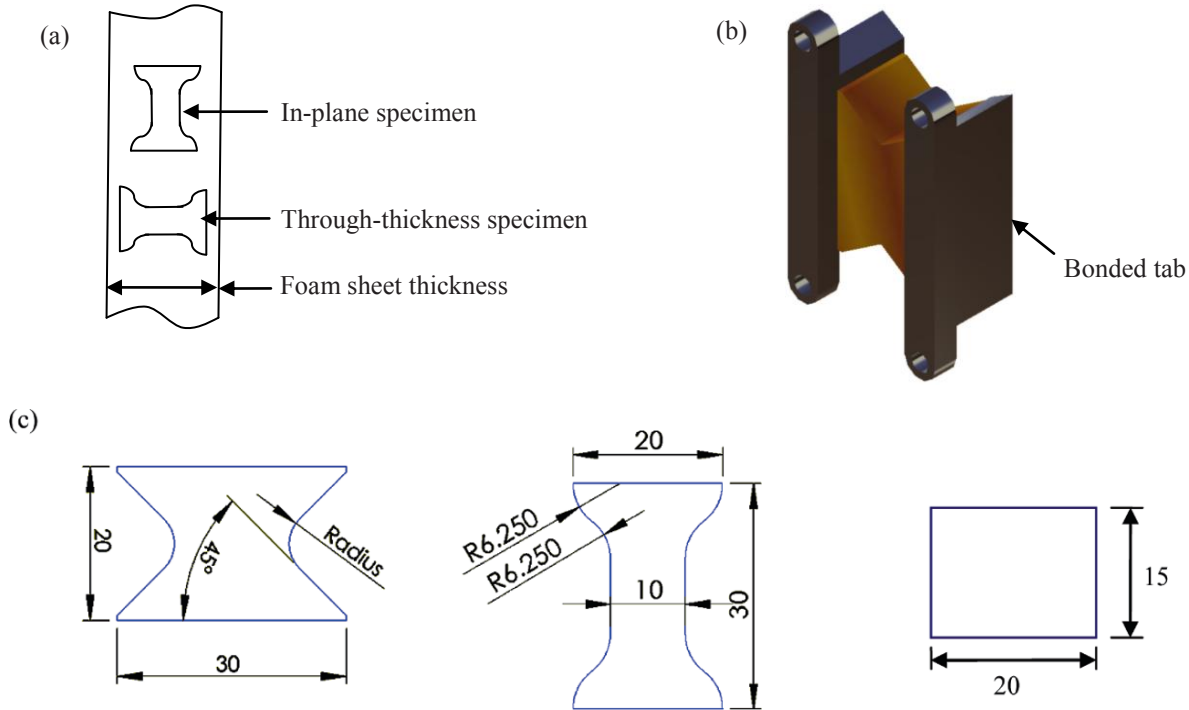 (a)
In-plane specimen
Through-thickness specimen
Foam sheet thickness
(b)
Bonded tab
(c)
20
45°
Radius
30
20
R6.250
R6.250
10
30
15
20